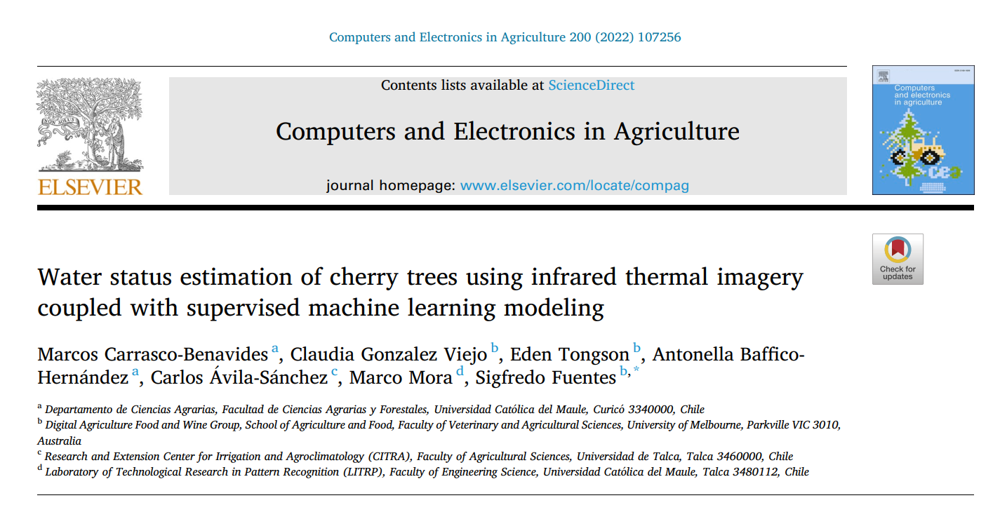 Computers and Electronics in Agriculture 200 (2022) 107256
Contents lists available at ScienceDirect
Computers and Electronics in Agriculture
journal homepage: www.elsevier.com/locate/compag
NON SOLUS
ELSEVIER
Computers
and electronics
in agriculture
cea
Check for
updates
Water status estimation of cherry trees using infrared thermal imagery
coupled with supervised machine learning modeling
Marcos Carrasco-Benavides a, Claudia Gonzalez Viejo b, Eden Tongson b, Antonella Baffico-
Hernández a, Carlos Ávila-Sánchez c, Marco Mora d, Sigfredo Fuentes b,*
a Departamento de Ciencias Agrarias, Facultad de Ciencias Agrarias y Forestales, Universidad Católica del Maule, Curicó 3340000, Chile
b Digital Agriculture Food and Wine Group, School of Agriculture and Food, Faculty of Veterinary and Agricultural Sciences, University of Melbourne, Parkville VIC 3010,
Australia
c Research and Extension Center for Irrigation and Agroclimatology (CITRA), Faculty of Agricultural Sciences, Universidad de Talca, Talca 3460000, Chile
d Laboratory of Technological Research in Pattern Recognition (LITRP), Faculty of Engineering Science, Universidad Católica del Maule, Talca 3480112, Chile